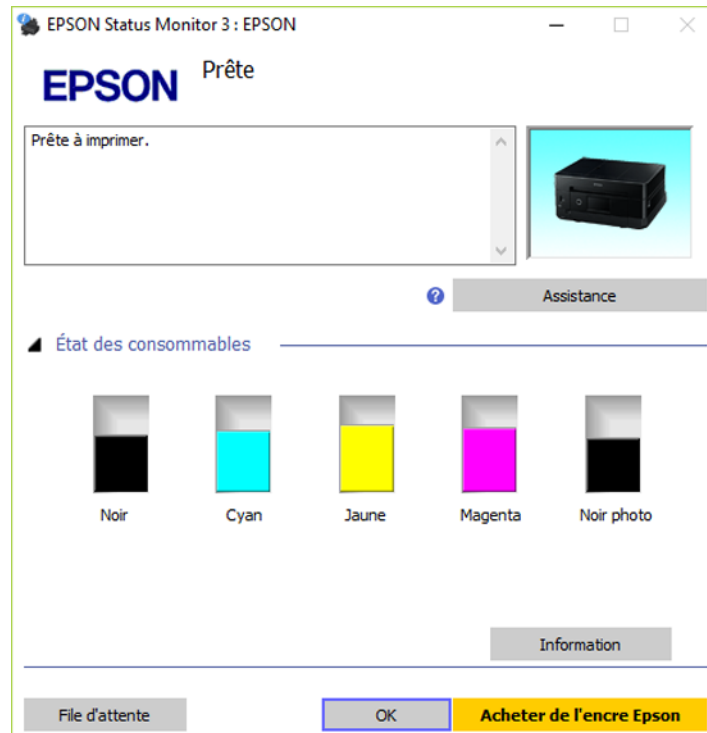 EPSON Status Monitor 3 : EPSON
EPSON
Prête
Prête à imprimer.
Assistance
État des consommables
Noir
Cyan
Jaune
Magenta
Noir photo
Information
File d'attente
OK
Acheter de l'encre Epson